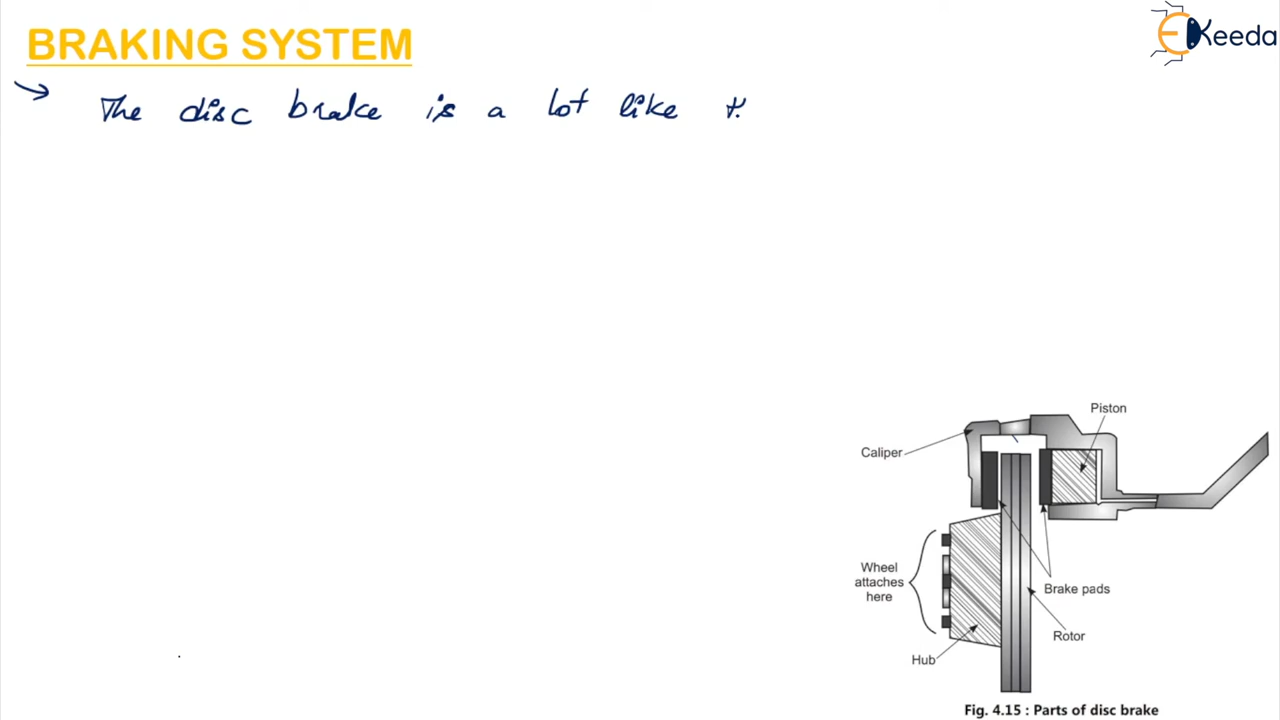 BRAKING SYSTEM
EKeeda
The disc brake is a lot like
Piston
Caliper
Wheel
attaches
here
Brake pads
Rotor
Hub
Fig. 4.15 : Parts of disc brake